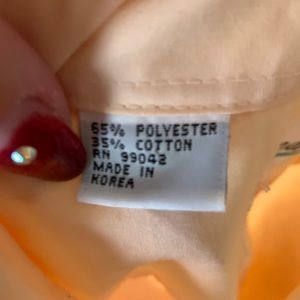 65% POLYESTER
35% COTTON
RN 99042
MADE IN
KOREA